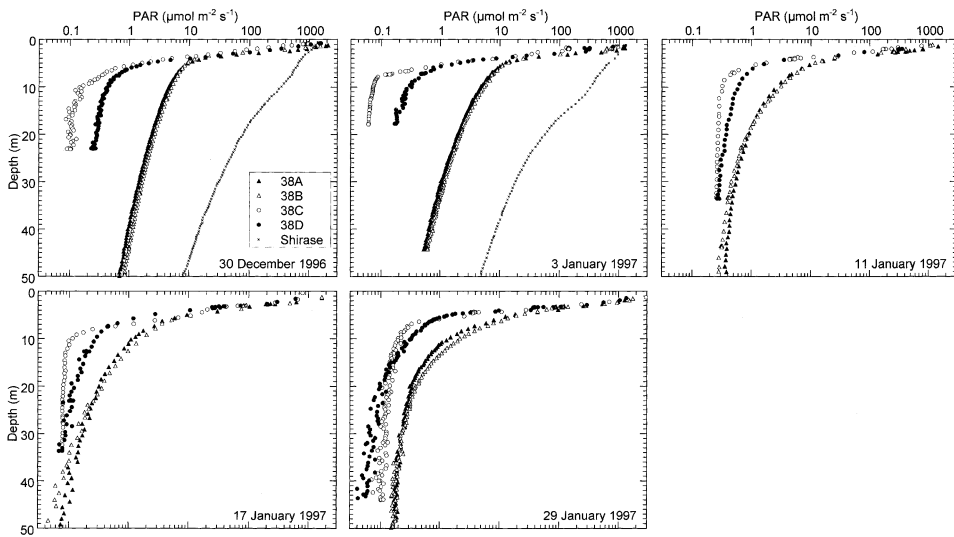 PAR (µmol m⁻² s⁻¹) PAR (µmol m⁻² s⁻¹) PAR (µmol m⁻² s⁻¹)
0.1 1 10 100 1000 0.1 1 10 100 1000 0.1 1 10 100 1000
0
10
20
30
40
50
Depth (m)
38A
38B
38C
38D
Shirase
30 December 1996
3 January 1997
11 January 1997
0
10
20
30
40
50
Depth (m)
17 January 1997
29 January 1997